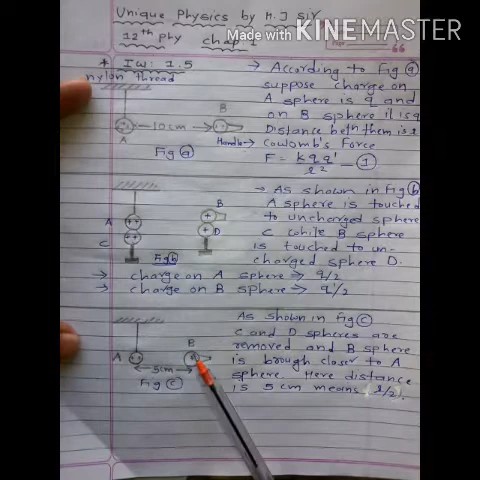 Unique Physics by H.J sir
Made with KINEMASTER
12th phy chap-1
* IW: 1.5
nylon thread
→ According to Fig (a)
suppose charge on
A sphere is q and
on B sphere it is q'
Distance betn them is r
Coulomb's Force
F = kqq'/r² — (1)
A
10cm
B
Handle
Fig (a)
→ As shown in Fig (b)
A sphere is touched
to uncharged sphere
C while B sphere
is touched to un-
charged sphere D.
A
C
B
D
Fig (b)
→ charge on A sphere ⇒ q/2
→ charge on B sphere ⇒ q'/2
As shown in Fig (c)
C and D spheres are
removed and B sphere
is brough closer to A
sphere. Here distance
is 5cm means r/2.
A
5cm
B
Fig (c)